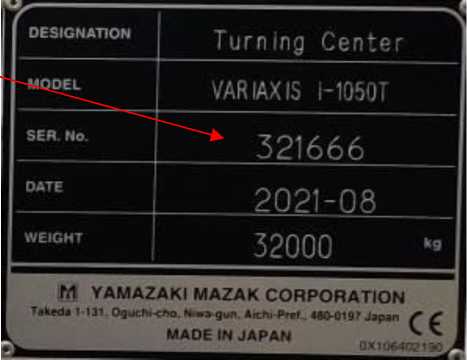 DESIGNATION Turning Center
MODEL VARIAXIS i-1050T
SER. No. 321666
DATE 2021-08
WEIGHT 32000 kg
M YAMAZAKI MAZAK CORPORATION
Takeda 1-131, Oguchi-cho, Niwa-gun, Aichi-Pref., 480-0197 Japan
MADE IN JAPAN CE
0X106402190